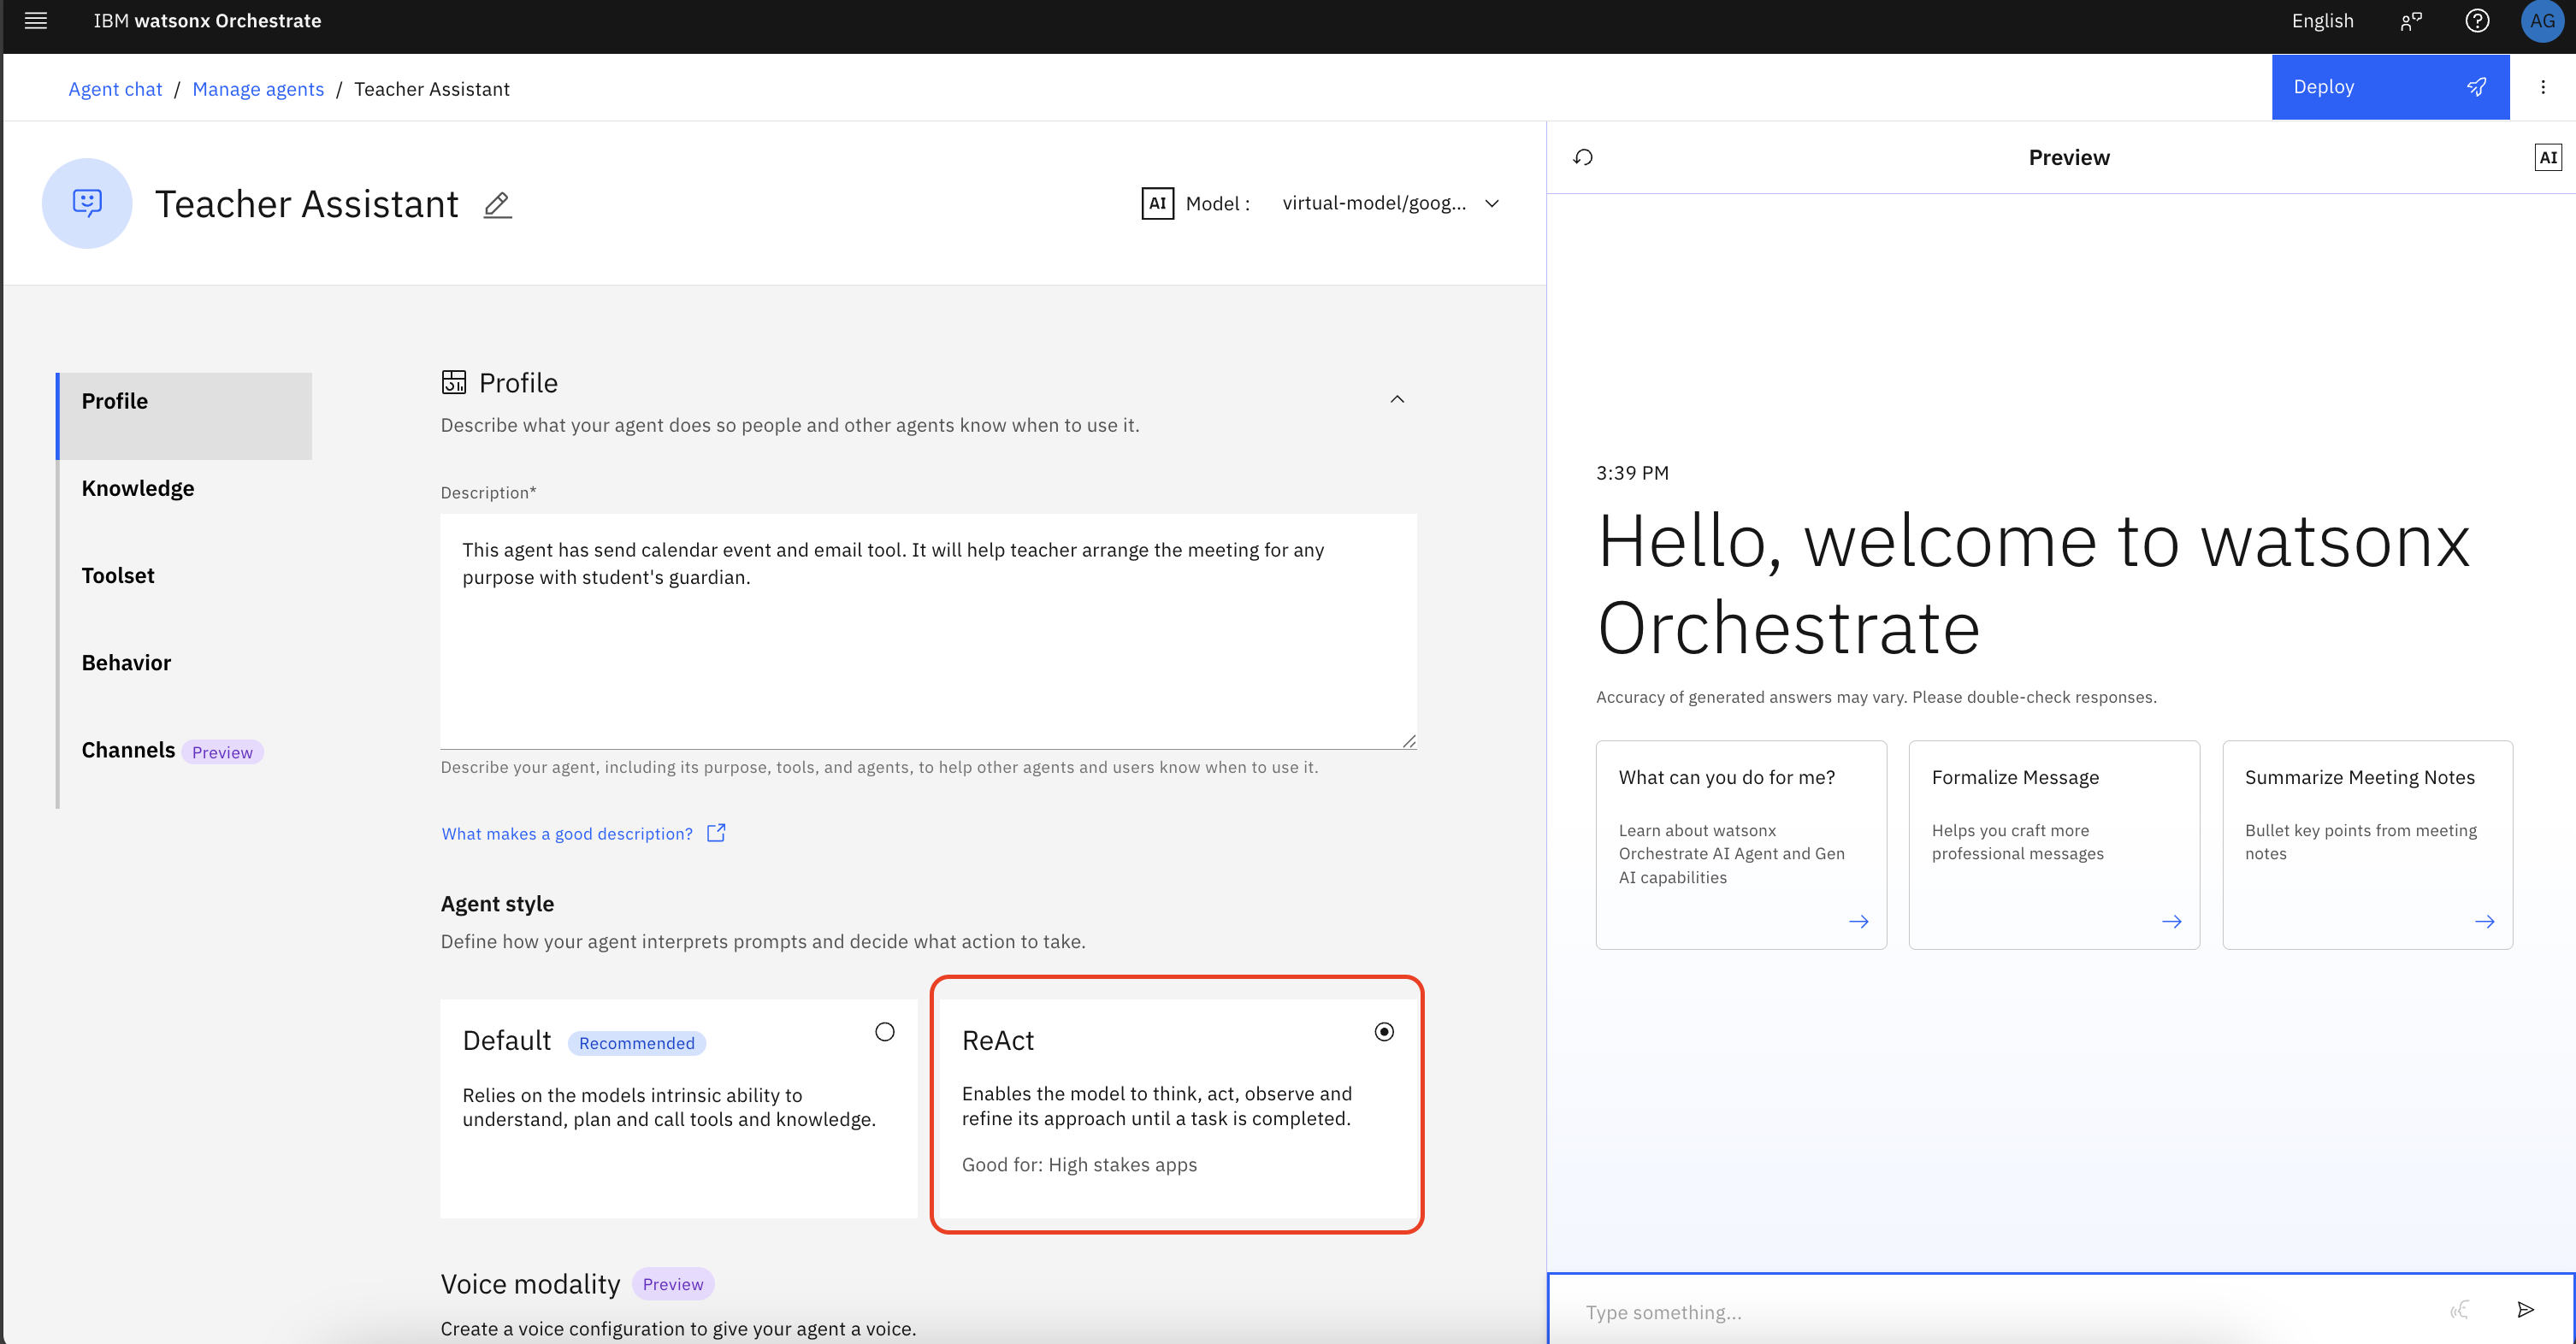 IBM watsonx Orchestrate
English
AG
Agent chat / Manage agents / Teacher Assistant
Deploy
Teacher Assistant
AI Model : virtual-model/goog...
Preview
AI
Profile
Knowledge
Toolset
Behavior
Channels Preview
Profile
Describe what your agent does so people and other agents know when to use it.
Description*
This agent has send calendar event and email tool. It will help teacher arrange the meeting for any
purpose with student's guardian.
Describe your agent, including its purpose, tools, and agents, to help other agents and users know when to use it.
What makes a good description?
Agent style
Define how your agent interprets prompts and decide what action to take.
Default Recommended
Relies on the models intrinsic ability to
understand, plan and call tools and knowledge.
ReAct
Enables the model to think, act, observe and
refine its approach until a task is completed.
Good for: High stakes apps
Voice modality Preview
Create a voice configuration to give your agent a voice.
3:39 PM
Hello, welcome to watsonx
Orchestrate
Accuracy of generated answers may vary. Please double-check responses.
What can you do for me?
Learn about watsonx
Orchestrate AI Agent and Gen
AI capabilities
Formalize Message
Helps you craft more
professional messages
Summarize Meeting Notes
Bullet key points from meeting
notes
Type something...